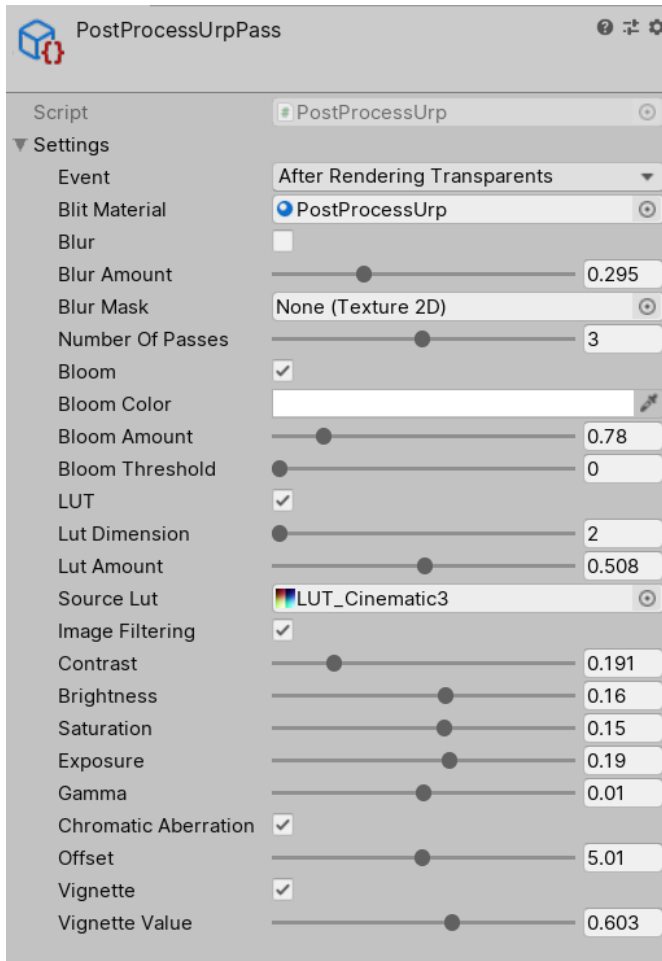 PostProcessUrpPass
Script PostProcessUrp
Settings
Event After Rendering Transparents
Blit Material PostProcessUrp
Blur
Blur Amount 0.295
Blur Mask None (Texture 2D)
Number Of Passes 3
Bloom
Bloom Color
Bloom Amount 0.78
Bloom Threshold 0
LUT
Lut Dimension 2
Lut Amount 0.508
Source Lut LUT_Cinematic3
Image Filtering
Contrast 0.191
Brightness 0.16
Saturation 0.15
Exposure 0.19
Gamma 0.01
Chromatic Aberration
Offset 5.01
Vignette
Vignette Value 0.603